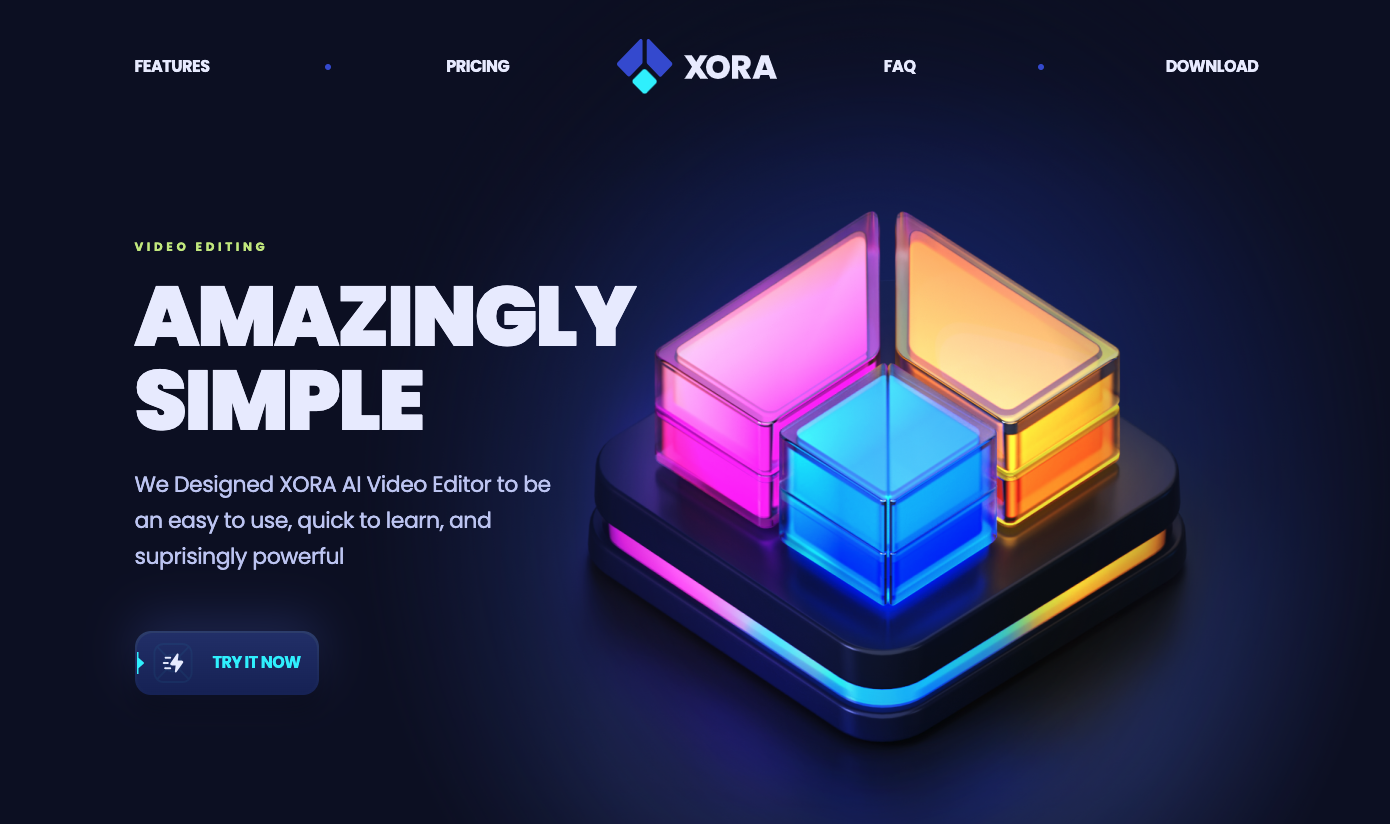 FEATURES
PRICING
XORA
FAQ
DOWNLOAD
VIDEO EDITING
AMAZINGLY
SIMPLE
We Designed XORA AI Video Editor to be
an easy to use, quick to learn, and
suprisingly powerful
TRY IT NOW